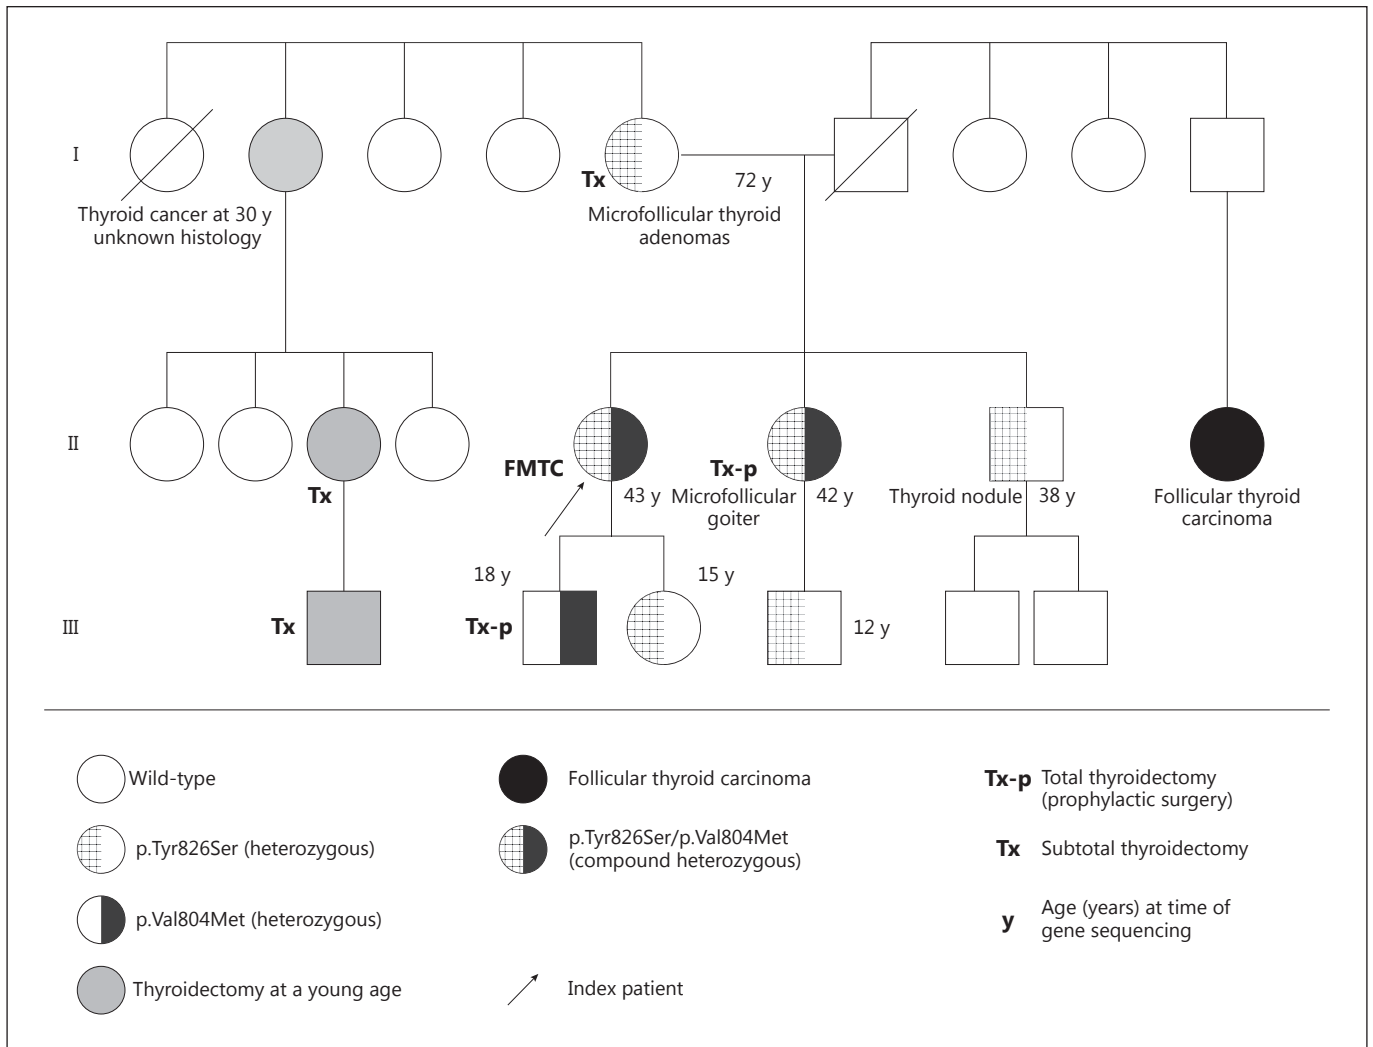 I
Tx
72 y
Thyroid cancer at 30 y
unknown histology
Microfollicular thyroid
adenomas
II
Tx
FMTC
43 y
Tx-p
Microfollicular
goiter
42 y
Thyroid nodule
38 y
Follicular thyroid
carcinoma
III
Tx
18 y
Tx-p
15 y
12 y
Wild-type
p.Tyr826Ser (heterozygous)
p.Val804Met (heterozygous)
Thyroidectomy at a young age
Follicular thyroid carcinoma
p.Tyr826Ser/p.Val804Met
(compound heterozygous)
Index patient
Tx-p Total thyroidectomy
(prophylactic surgery)
Tx Subtotal thyroidectomy
y Age (years) at time of
gene sequencing